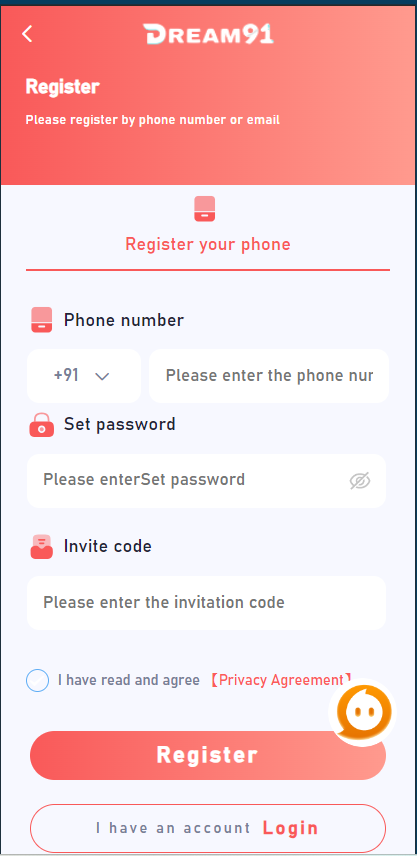 DREAM91
Register
Please register by phone number or email
Register your phone
Phone number
+91 Please enter the phone nur
Set password
Please enterSet password
Invite code
Please enter the invitation code
I have read and agree 【Privacy Agreement】
Register
I have an account Login